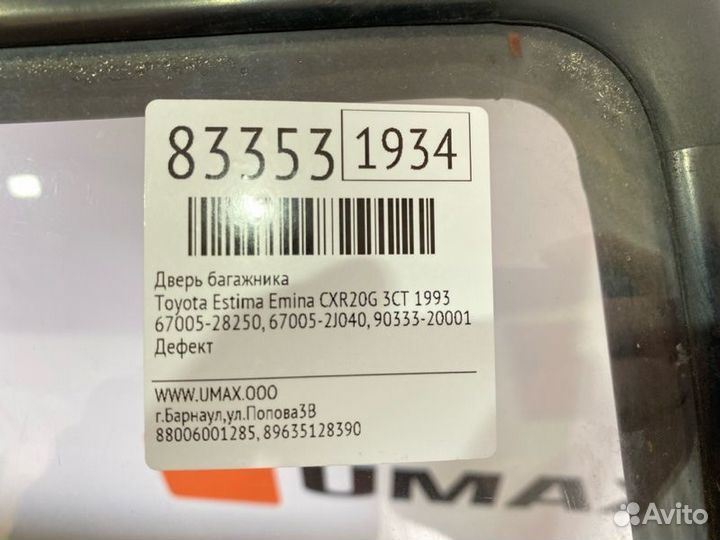 83353 1934
Дверь багажника
Toyota Estima Emina CXR20G 3CT 1993
67005-28250, 67005-2J040, 90333-20001
Дефект
WWW.UMAX.OOO
г.Барнаул,ул.Попова3В
88006001285, 89635128390
UMA
Avito